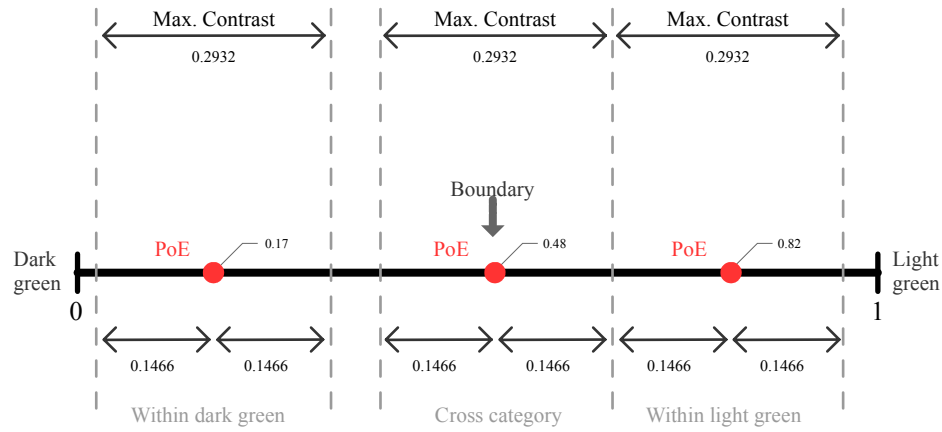 Max. Contrast Max. Contrast Max. Contrast
0.2932 0.2932 0.2932
Boundary
PoE 0.17 PoE 0.48 PoE 0.82
Dark
green
Light
green
0 1
0.1466 0.1466 0.1466 0.1466 0.1466 0.1466
Within dark green Cross category Within light green